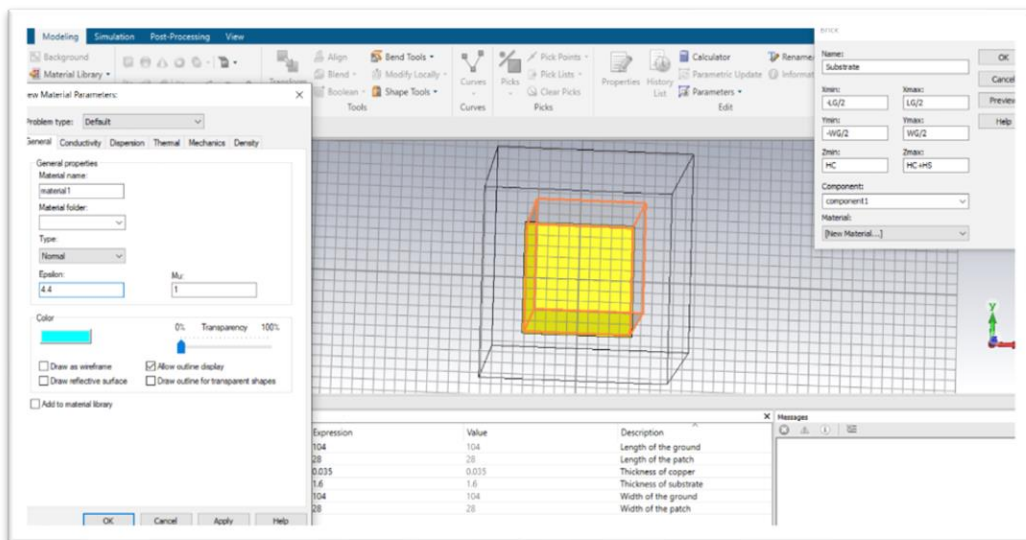 Modeling Simulation Post-Processing View
Background
Material Library
Transform
Align
Blend
Boolean
Bend Tools
Modify Locally
Shape Tools
Tools
Curves
Curves
Picks
Pick Points
Pick Lists
Clear Picks
Picks
Properties
History List
Calculator
Parametric Update
Parameters
Edit
Rename
Informat
Brick
Name:
Substrate
OK
Cancel
Preview
Help
Xmin:
Xmax:
-LG/2
LG/2
Ymin:
Ymax:
-WG/2
WG/2
Zmin:
Zmax:
HC
HC+HS
Component:
component1
Material:
[New Material...]
ew Material Parameters:
Problem type: Default
General Conductivity Dispersion Thermal Mechanics Density
General properties
Material name:
material1
Material folder:
Type:
Normal
Epsilon:
Mu:
4.4
1
Color
0% Transparency 100%
Draw as wireframe
Allow outline display
Draw reflective surface
Draw outline for transparent shapes
Add to material library
OK Cancel Apply Help
y
Expression Value Description
104 104 Length of the ground
28 28 Length of the patch
0.035 0.035 Thickness of copper
1.6 1.6 Thickness of substrate
104 104 Width of the ground
28 28 Width of the patch
Messages